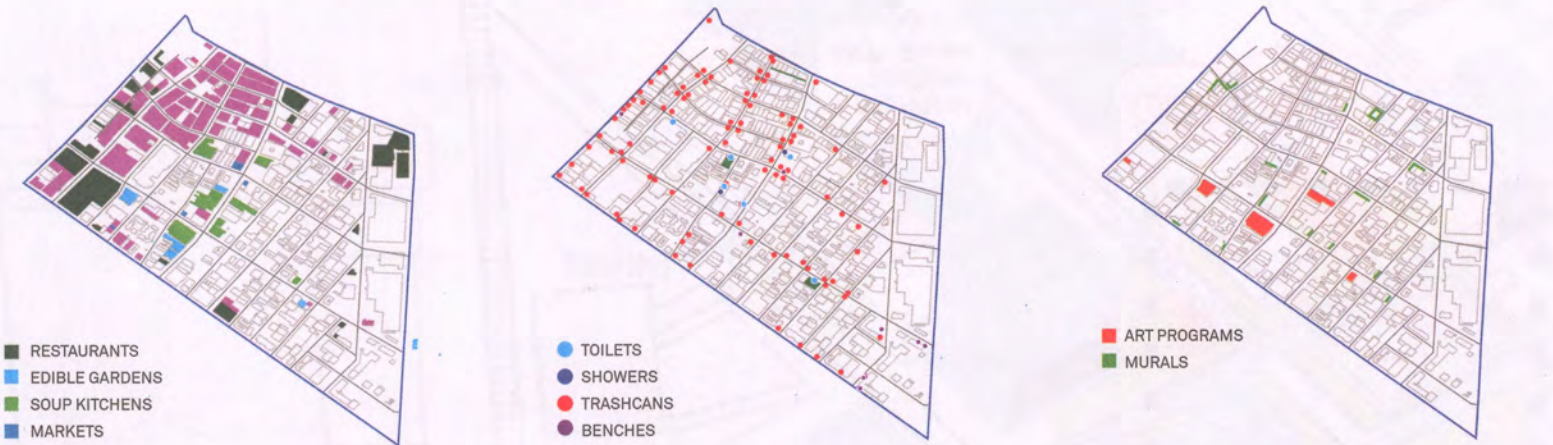 RESTAURANTS
EDIBLE GARDENS
SOUP KITCHENS
MARKETS
TOILETS
SHOWERS
TRASHCANS
BENCHES
ART PROGRAMS
MURALS